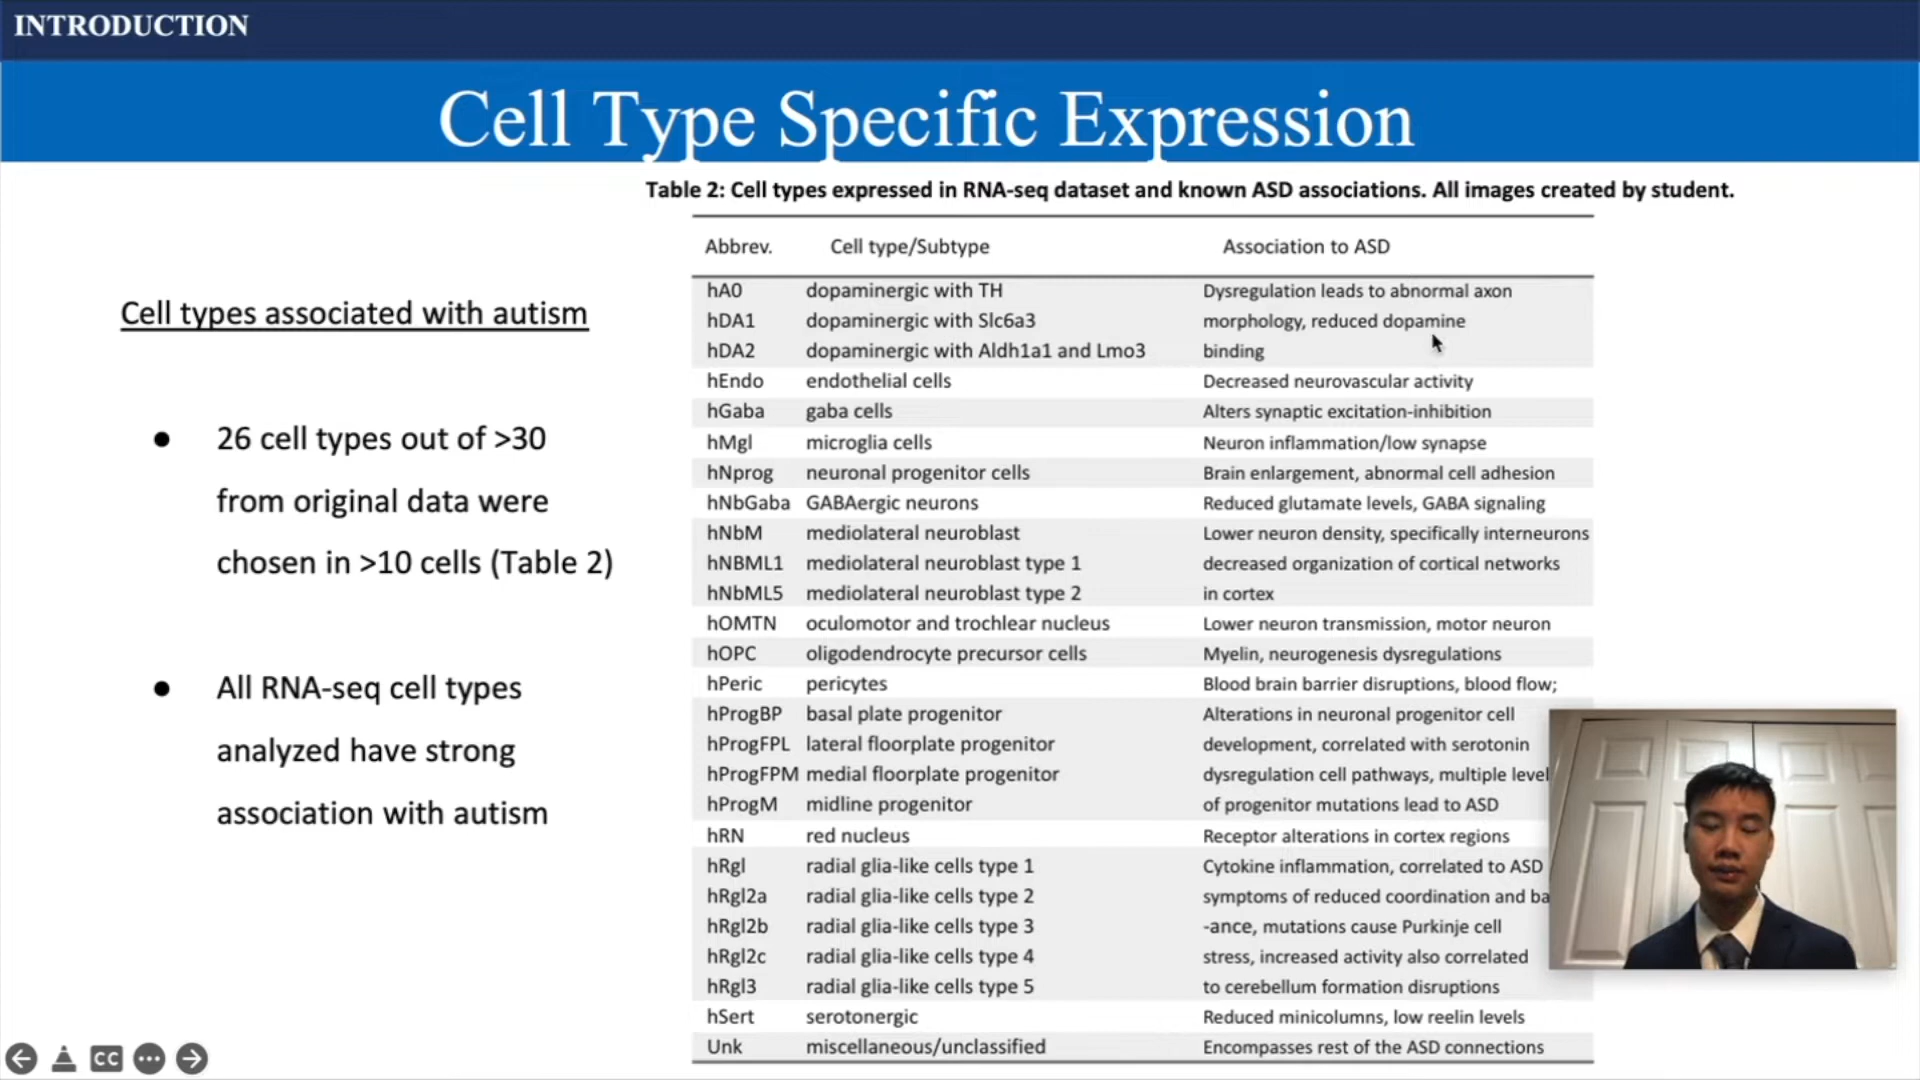 INTRODUCTION
Cell Type Specific Expression
Table 2: Cell types expressed in RNA-seq dataset and known ASD associations. All images created by student.
Cell types associated with autism
● 26 cell types out of >30
from original data were
chosen in >10 cells (Table 2)
● All RNA-seq cell types
analyzed have strong
association with autism
Abbrev. Cell type/Subtype Association to ASD
hA0 dopaminergic with TH Dysregulation leads to abnormal axon
hDA1 dopaminergic with Slc6a3 morphology, reduced dopamine
hDA2 dopaminergic with Aldh1a1 and Lmo3 binding
hEndo endothelial cells Decreased neurovascular activity
hGaba gaba cells Alters synaptic excitation-inhibition
hMgl microglia cells Neuron inflammation/low synapse
hNprog neuronal progenitor cells Brain enlargement, abnormal cell adhesion
hNbGaba GABAergic neurons Reduced glutamate levels, GABA signaling
hNbM mediolateral neuroblast Lower neuron density, specifically interneurons
hNBML1 mediolateral neuroblast type 1 decreased organization of cortical networks
hNbML5 mediolateral neuroblast type 2 in cortex
hOMTN oculomotor and trochlear nucleus Lower neuron transmission, motor neuron
hOPC oligodendrocyte precursor cells Myelin, neurogenesis dysregulations
hPeric pericytes Blood brain barrier disruptions, blood flow;
hProgBP basal plate progenitor Alterations in neuronal progenitor cell
hProgFPL lateral floorplate progenitor development, correlated with serotonin
hProgFPM medial floorplate progenitor dysregulation cell pathways, multiple level
hProgM midline progenitor of progenitor mutations lead to ASD
hRN red nucleus Receptor alterations in cortex regions
hRgl radial glia-like cells type 1 Cytokine inflammation, correlated to ASD
hRgl2a radial glia-like cells type 2 symptoms of reduced coordination and ba
hRgl2b radial glia-like cells type 3 -ance, mutations cause Purkinje cell
hRgl2c radial glia-like cells type 4 stress, increased activity also correlated
hRgl3 radial glia-like cells type 5 to cerebellum formation disruptions
hSert serotonergic Reduced minicolumns, low reelin levels
Unk miscellaneous/unclassified Encompasses rest of the ASD connections
CC